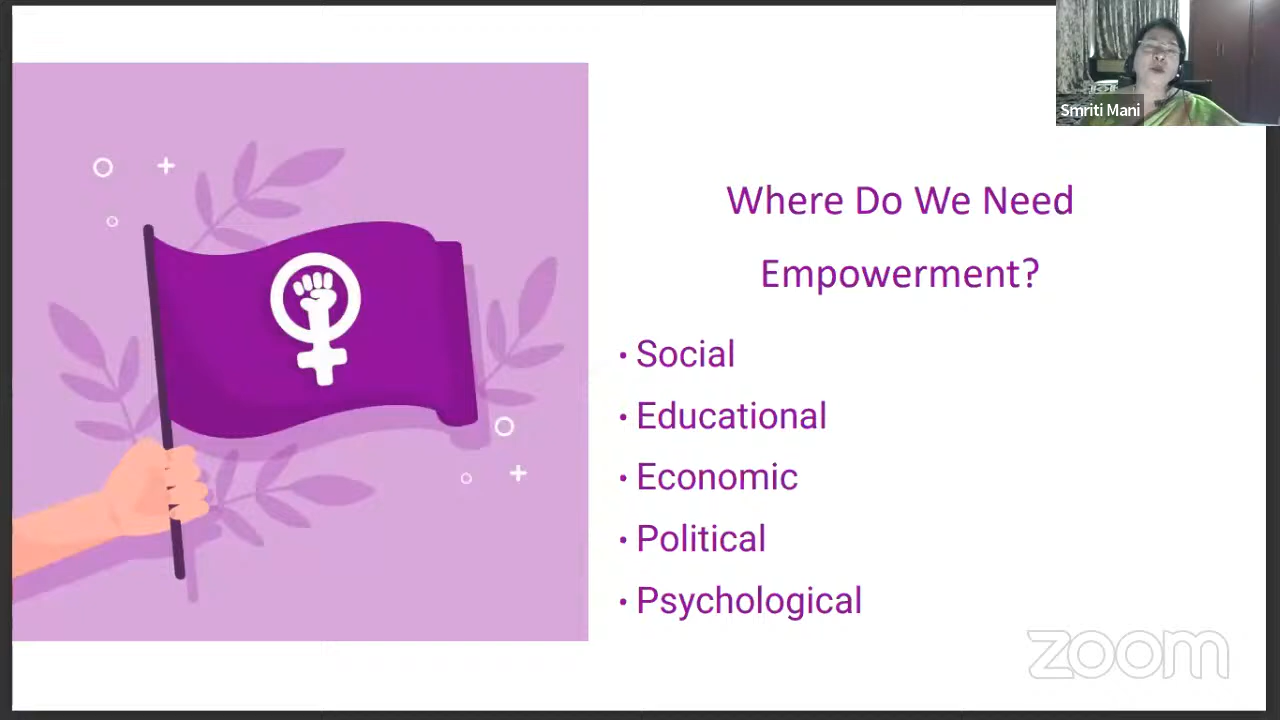 Smriti Mani
Where Do We Need
Empowerment?
• Social
• Educational
• Economic
• Political
• Psychological
zoom